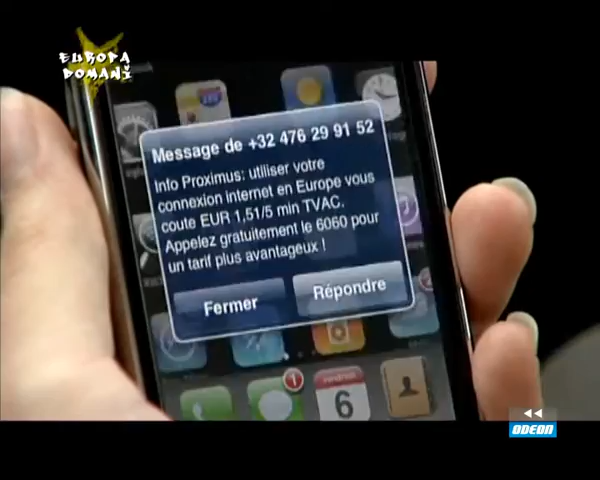 EUROPA
DOMANI
Message de +32 476 29 91 52
Info Proximus: utiliser votre
connexion internet en Europe vous
coute EUR 1,51/5 min TVAC.
Appelez gratuitement le 6060 pour
un tarif plus avantageux !
Fermer
Répondre
1
vendredi
6
ODEON